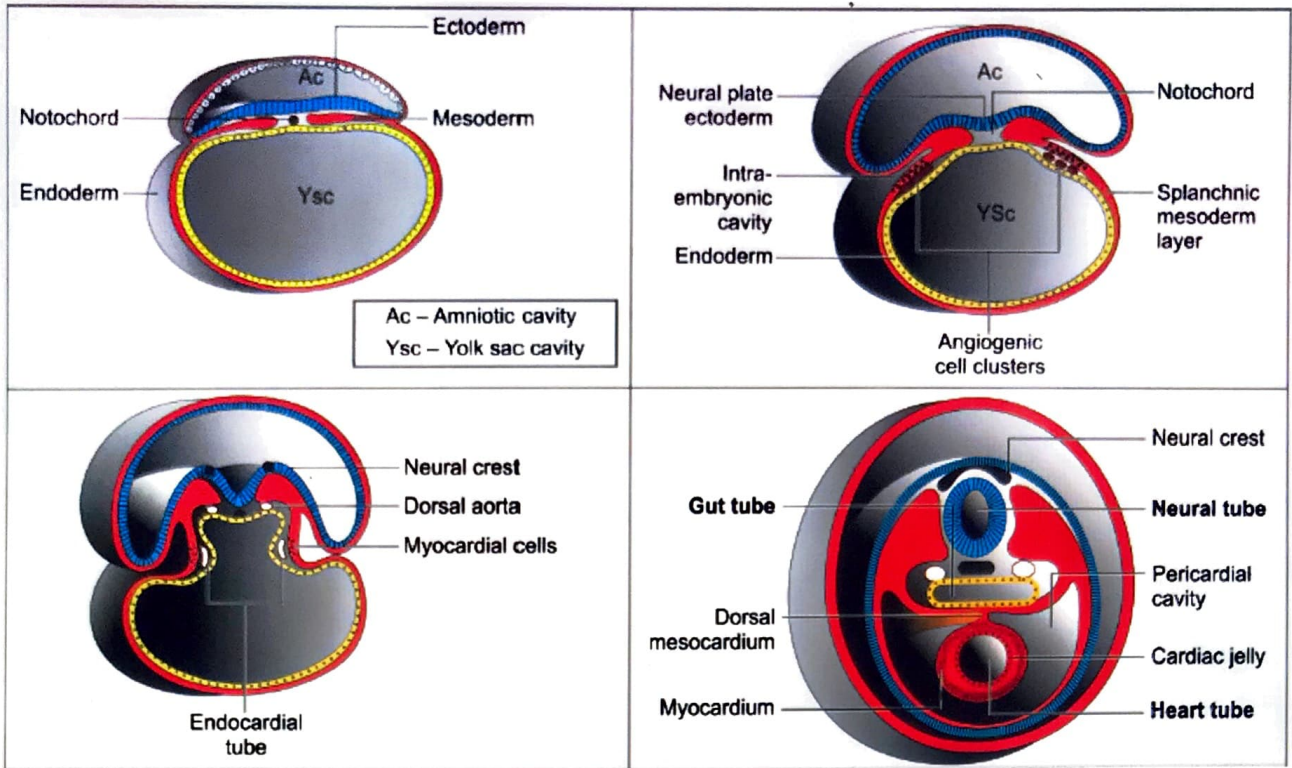 Ectoderm
Ac
Notochord
Mesoderm
Endoderm
Ysc
Ac – Amniotic cavity
Ysc – Yolk sac cavity
Ac
Neural plate
ectoderm
Notochord
Intra-
embryonic
cavity
YSc
Splanchnic
mesoderm
layer
Endoderm
Angiogenic
cell clusters
Neural crest
Dorsal aorta
Myocardial cells
Endocardial
tube
Neural crest
Gut tube
Neural tube
Pericardial
cavity
Dorsal
mesocardium
Cardiac jelly
Myocardium
Heart tube